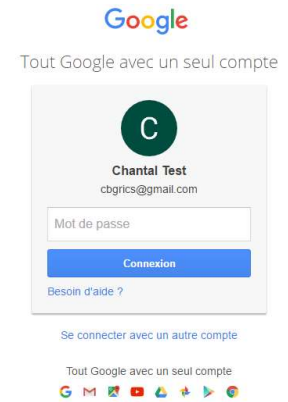 Google
Tout Google avec un seul compte
C
Chantal Test
cbgrics@gmail.com
Mot de passe
Connexion
Besoin d'aide ?
Se connecter avec un autre compte
Tout Google avec un seul compte